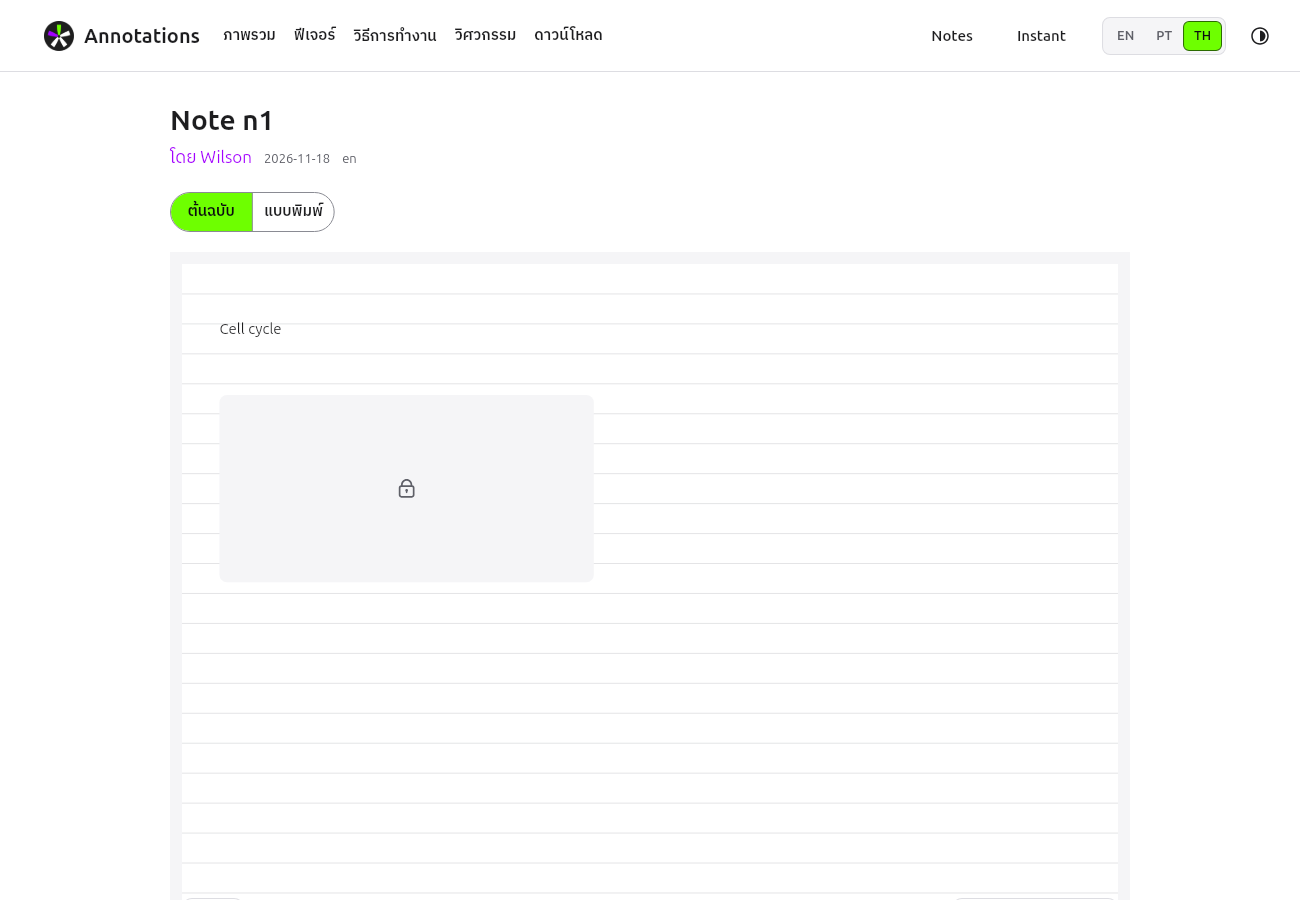 Annotations
ภาพรวม
ฟีเจอร์
วิธีการทำงาน
วิศวกรรม
ดาวน์โหลด
Notes
Instant
EN
PT
TH
Note n1
โดย Wilson
2026-11-18
en
ต้นฉบับ
แบบพิมพ์
Cell cycle